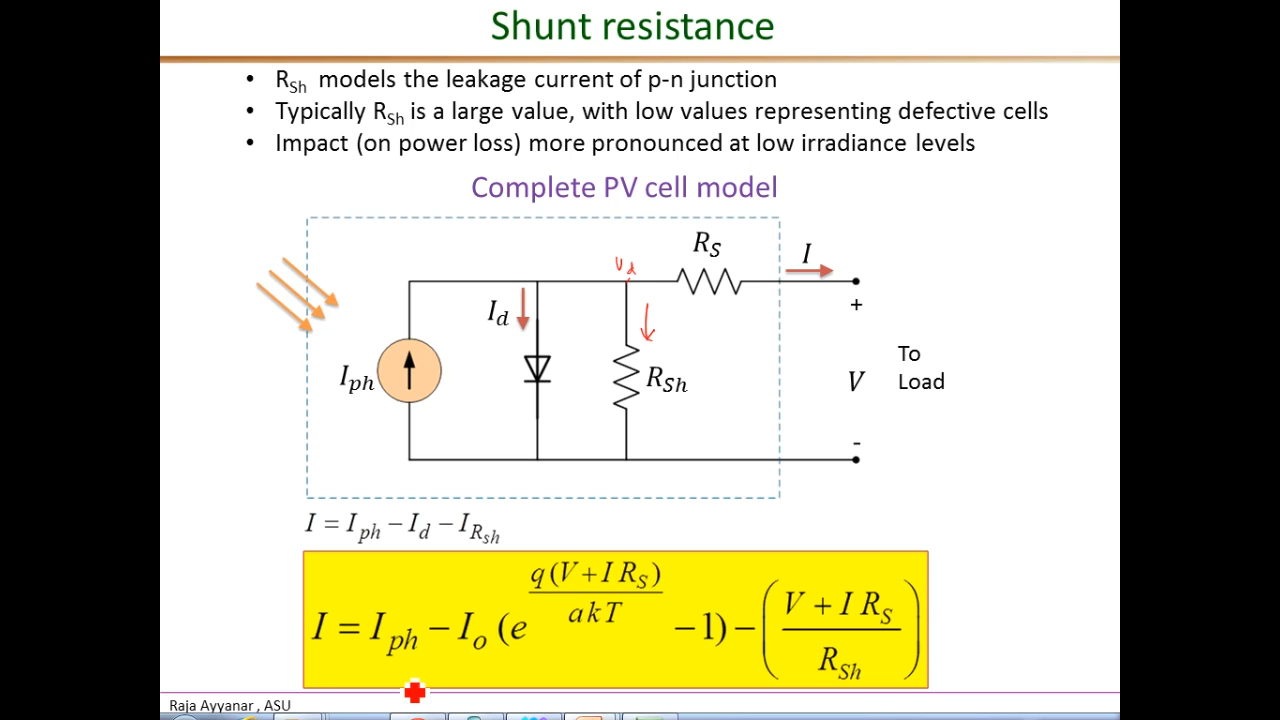 Shunt resistance
• R_Sh models the leakage current of p-n junction
• Typically R_Sh is a large value, with low values representing defective cells
• Impact (on power loss) more pronounced at low irradiance levels
Complete PV cell model
R_S
I
V_d
I_d
+
I_ph
R_Sh
V
To
Load
-
I = I_ph − I_d − I_R_sh
I = I_ph − I_o (e^(q(V+I R_S)/akT) − 1) − ((V + I R_S)/R_Sh)
Raja Ayyanar , ASU